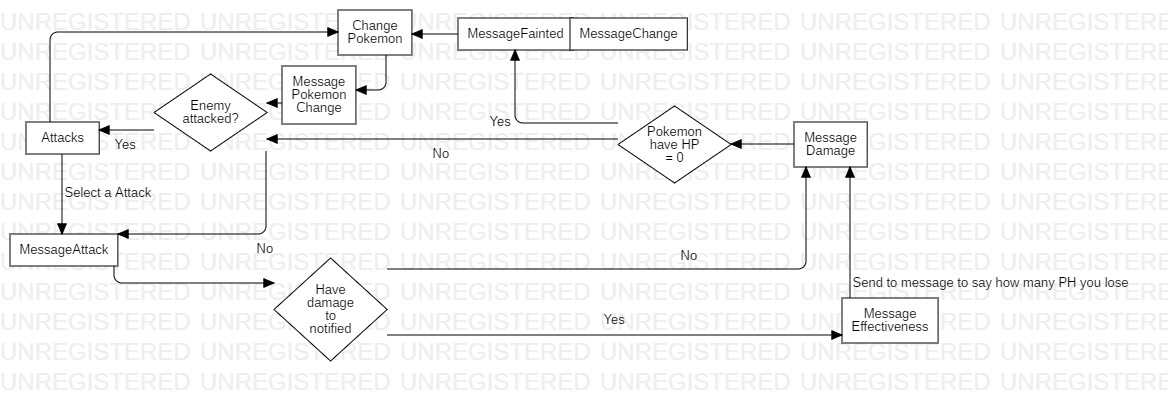 UNREGISTERED UNREGISTERED UNREGISTERED UNREGISTERED UNREGISTERED UNREGISTERED
Change
Pokemon
MessageFainted
MessageChange
Message
Pokemon
Change
Enemy
attacked?
Yes
Attacks
Yes
No
Pokemon
have HP
= 0
Message
Damage
Select a Attack
MessageAttack
No
No
Have
damage
to
notified
Yes
Send to message to say how many PH you lose
Message
Effectiveness